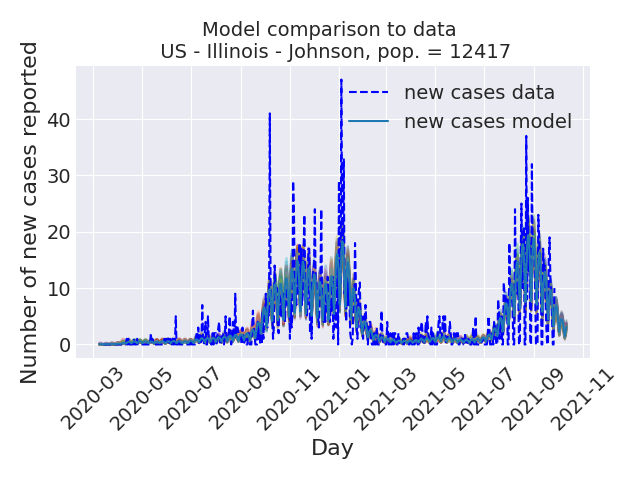 Model comparison to data
US - Illinois - Johnson, pop. = 12417
Number of new cases reported
40
30
20
10
0
new cases data
new cases model
2020-03
2020-05
2020-07
2020-09
2020-11
2021-01
2021-03
2021-05
2021-07
2021-09
2021-11
Day